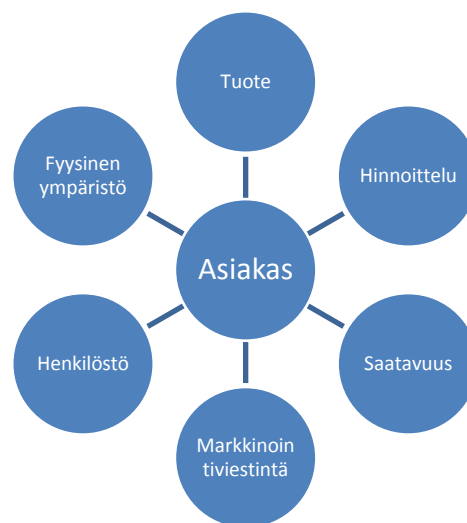 Tuote
Fyysinen
ympäristö
Hinnoittelu
Asiakas
Henkilöstö
Saatavuus
Markkinoin
tiviestintä